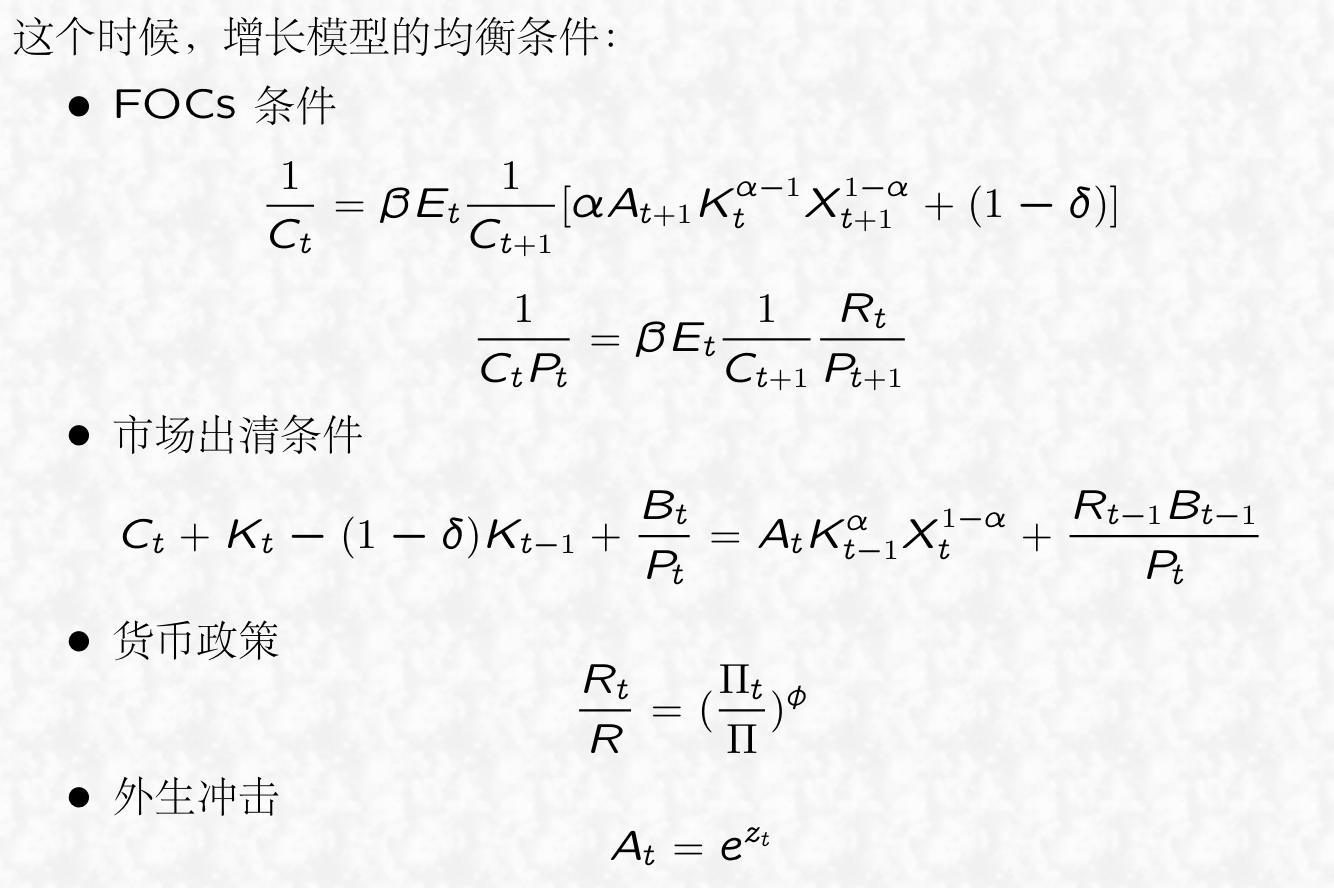 这个时候，增长模型的均衡条件：
● FOCs 条件
\frac{1}{C_t} = \beta E_t \frac{1}{C_{t+1}} [\alpha A_{t+1} K_t^{\alpha-1} X_{t+1}^{1-\alpha} + (1 - \delta)]
\frac{1}{C_t P_t} = \beta E_t \frac{1}{C_{t+1}} \frac{R_t}{P_{t+1}}
● 市场出清条件
C_t + K_t - (1 - \delta) K_{t-1} + \frac{B_t}{P_t} = A_t K_{t-1}^{\alpha} X_t^{1-\alpha} + \frac{R_{t-1} B_{t-1}}{P_t}
● 货币政策
\frac{R_t}{R} = (\frac{\Pi_t}{\Pi})^{\phi}
● 外生冲击
A_t = e^{z_t}